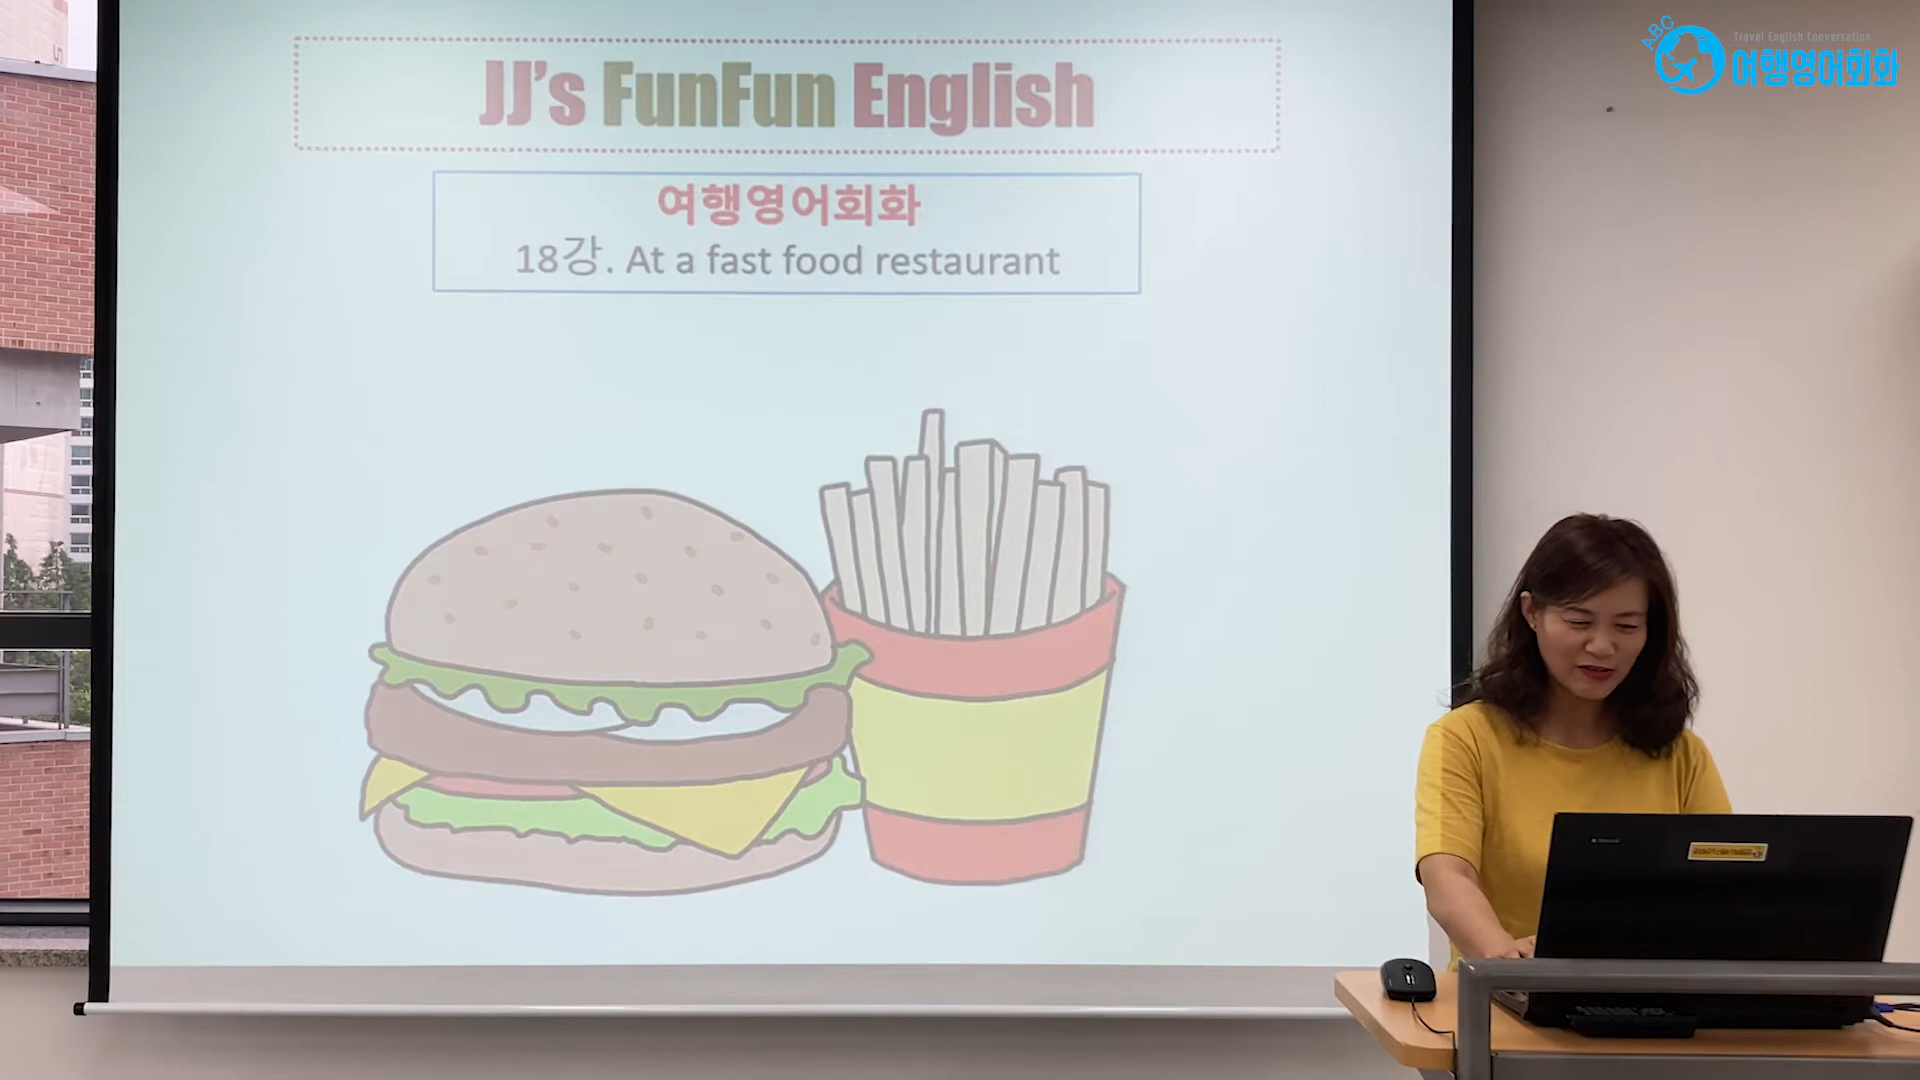 JJ's FunFun English
여행영어회화
18강. At a fast food restaurant
ABC
Travel English Conversation
여행영어회화